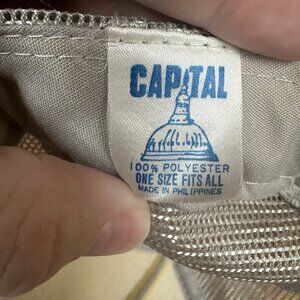 CAPITAL
100% POLYESTER
ONE SIZE FITS ALL
MADE IN PHILIPPINES